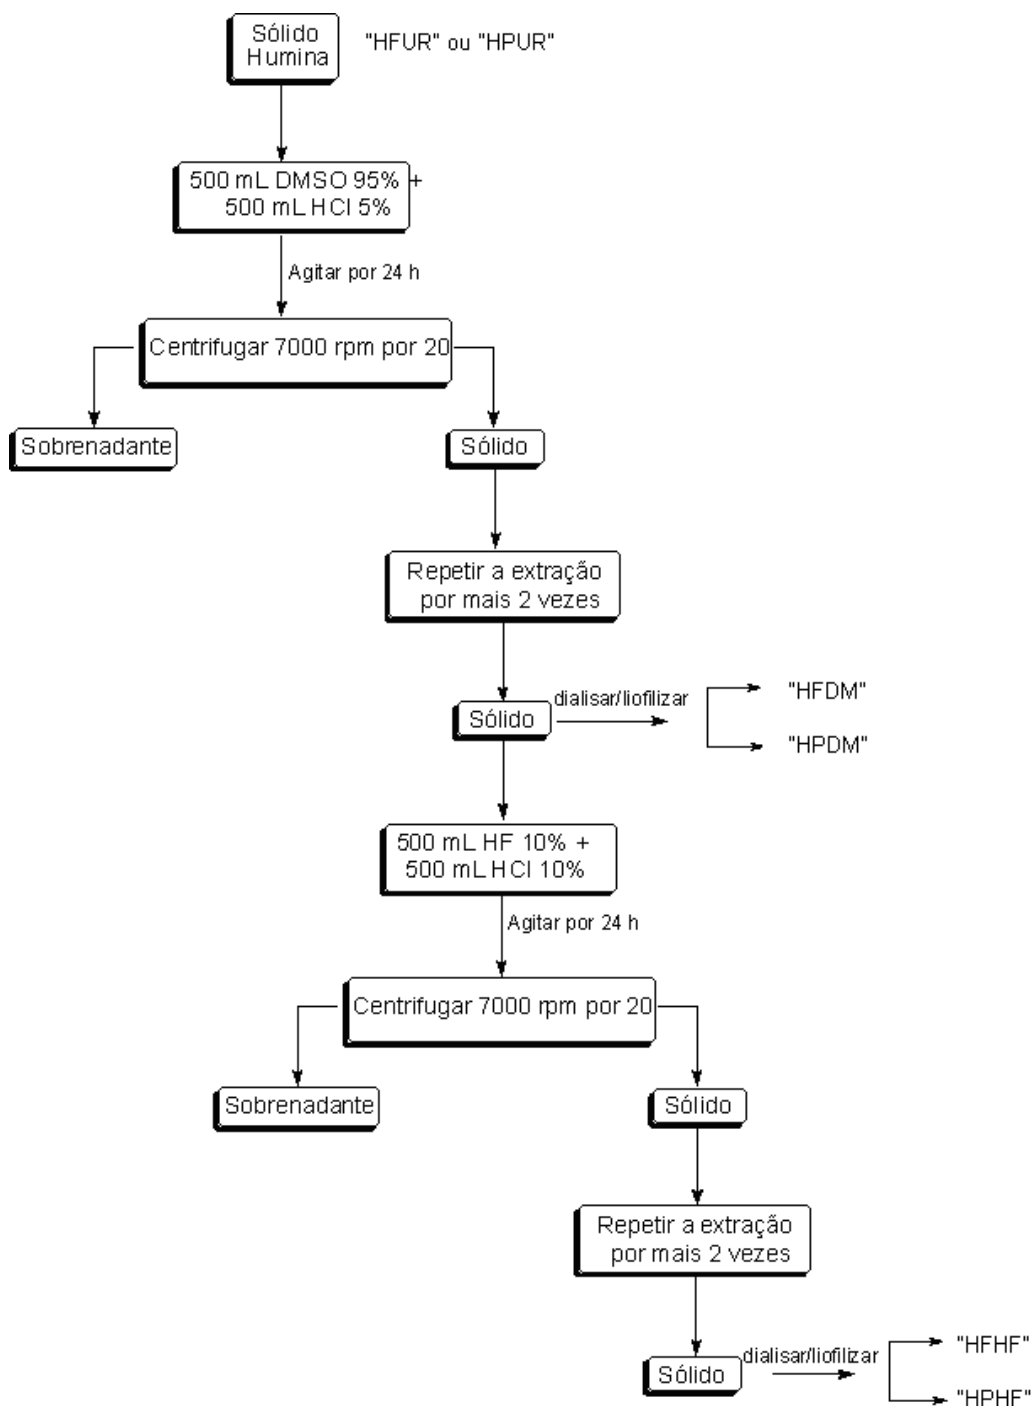 Sólido
Humina
"HFUR" ou "HPUR"
500 mL DMSO 95% +
500 mL HCl 5%
Agitar por 24 h
Centrifugar 7000 rpm por 20
Sobrenadante
Sólido
Repetir a extração
por mais 2 vezes
Sólido
dialisar/liofilizar
"HFDM"
"HPDM"
500 mL HF 10% +
500 mL HCl 10%
Agitar por 24 h
Centrifugar 7000 rpm por 20
Sobrenadante
Sólido
Repetir a extração
por mais 2 vezes
Sólido
dialisar/liofilizar
"HFHF"
"HPHF"